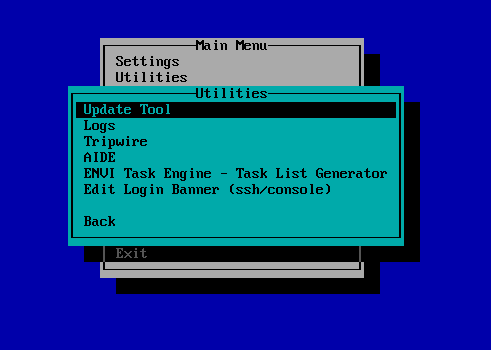 Main Menu
Settings
Utilities
Utilities
Update Tool
Logs
Tripwire
AIDE
ENVI Task Engine - Task List Generator
Edit Login Banner (ssh/console)
Back
Exit